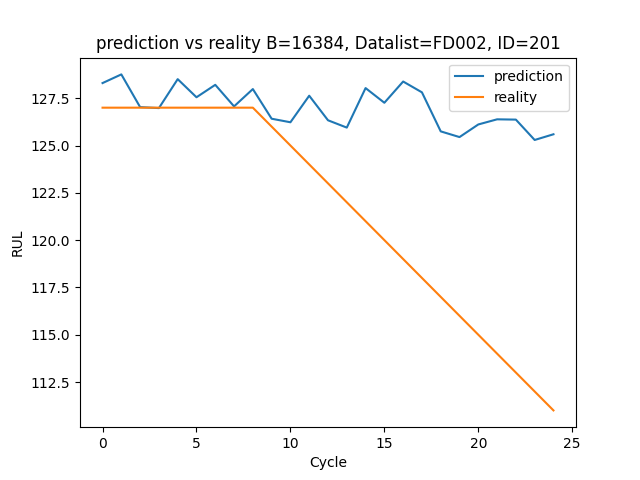 prediction vs reality B=16384, Datalist=FD002, ID=201
prediction
reality
127.5
125.0
122.5
120.0
117.5
115.0
112.5
RUL
0 5 10 15 20 25
Cycle